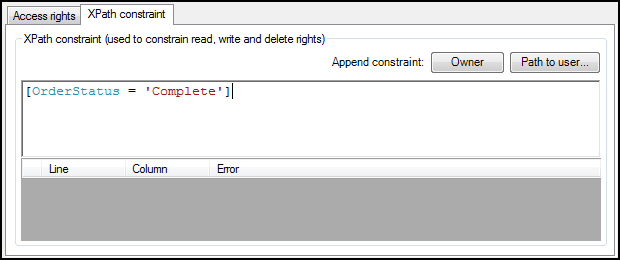 Access rights XPath constraint
XPath constraint (used to constrain read, write and delete rights)
Append constraint: Owner Path to user...
[OrderStatus = 'Complete']
Line Column Error